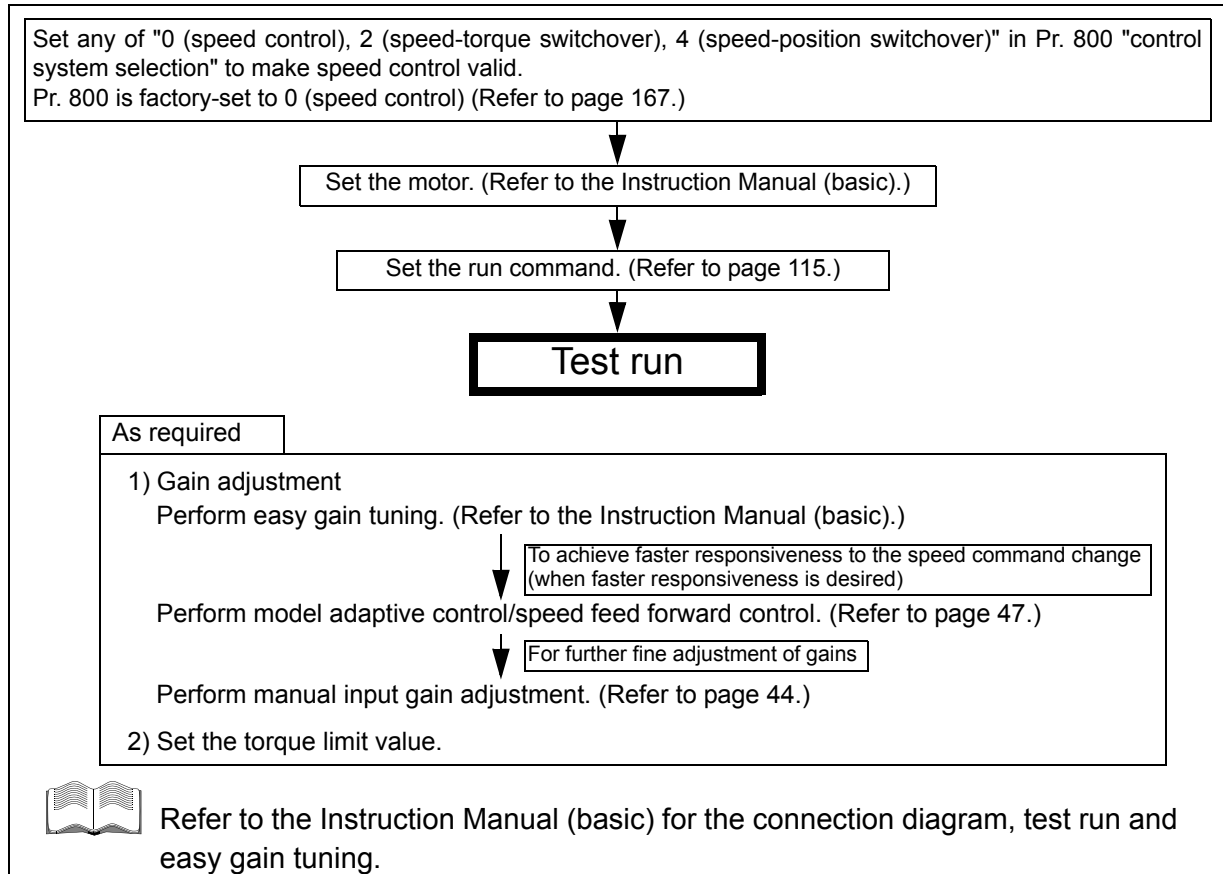 Set any of "0 (speed control), 2 (speed-torque switchover), 4 (speed-position switchover)" in Pr. 800 "control
system selection" to make speed control valid.
Pr. 800 is factory-set to 0 (speed control) (Refer to page 167.)
Set the motor. (Refer to the Instruction Manual (basic).)
Set the run command. (Refer to page 115.)
Test run
As required
1) Gain adjustment
Perform easy gain tuning. (Refer to the Instruction Manual (basic).)
To achieve faster responsiveness to the speed command change
(when faster responsiveness is desired)
Perform model adaptive control/speed feed forward control. (Refer to page 47.)
For further fine adjustment of gains
Perform manual input gain adjustment. (Refer to page 44.)
2) Set the torque limit value.
Refer to the Instruction Manual (basic) for the connection diagram, test run and
easy gain tuning.